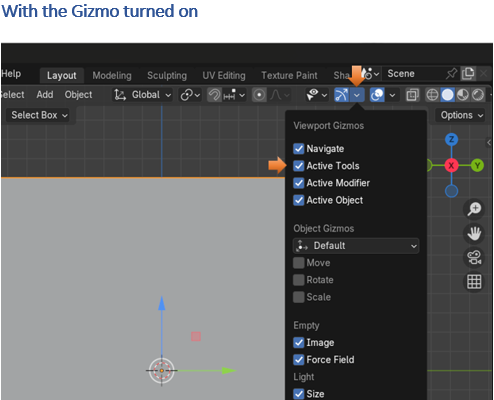 With the Gizmo turned on
Help Layout Modeling Sculpting UV Editing Texture Paint Sha Scene
Select Add Object Global
Select Box Options
Viewport Gizmos
Navigate
Active Tools
Active Modifier
Active Object
Object Gizmos
Default
Move
Rotate
Scale
Empty
Image
Force Field
Light
Size
Z
X
Y